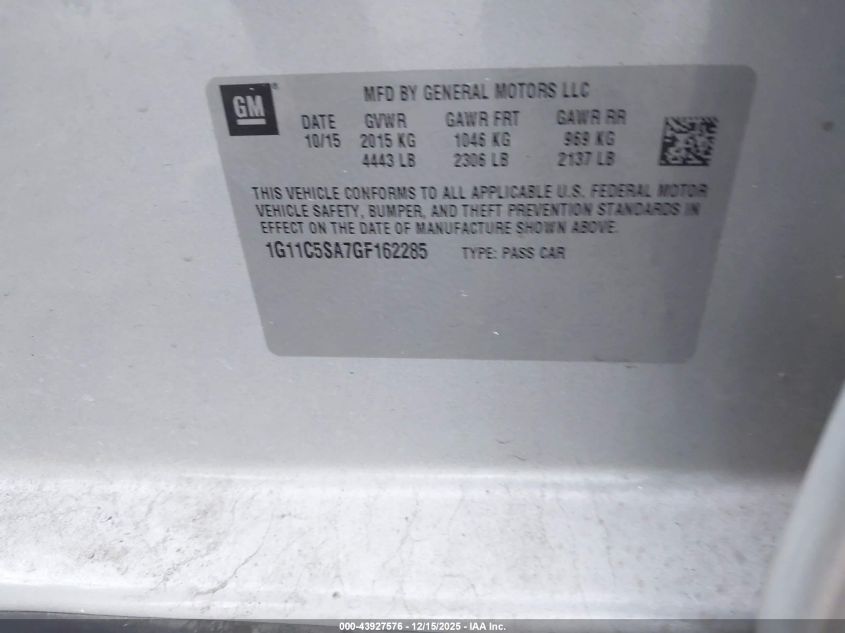 GM®
MFD BY GENERAL MOTORS LLC
DATE GVWR GAWR FRT GAWR RR
10/15 2015 KG 1046 KG 969 KG
4443 LB 2306 LB 2137 LB
THIS VEHICLE CONFORMS TO ALL APPLICABLE U.S. FEDERAL MOTOR
VEHICLE SAFETY, BUMPER, AND THEFT PREVENTION STANDARDS IN
EFFECT ON THE DATE OF MANUFACTURE SHOWN ABOVE.
1G11C5SA7GF162285 TYPE: PASS CAR
000-43927576 - 12/15/2025 - IAA Inc.